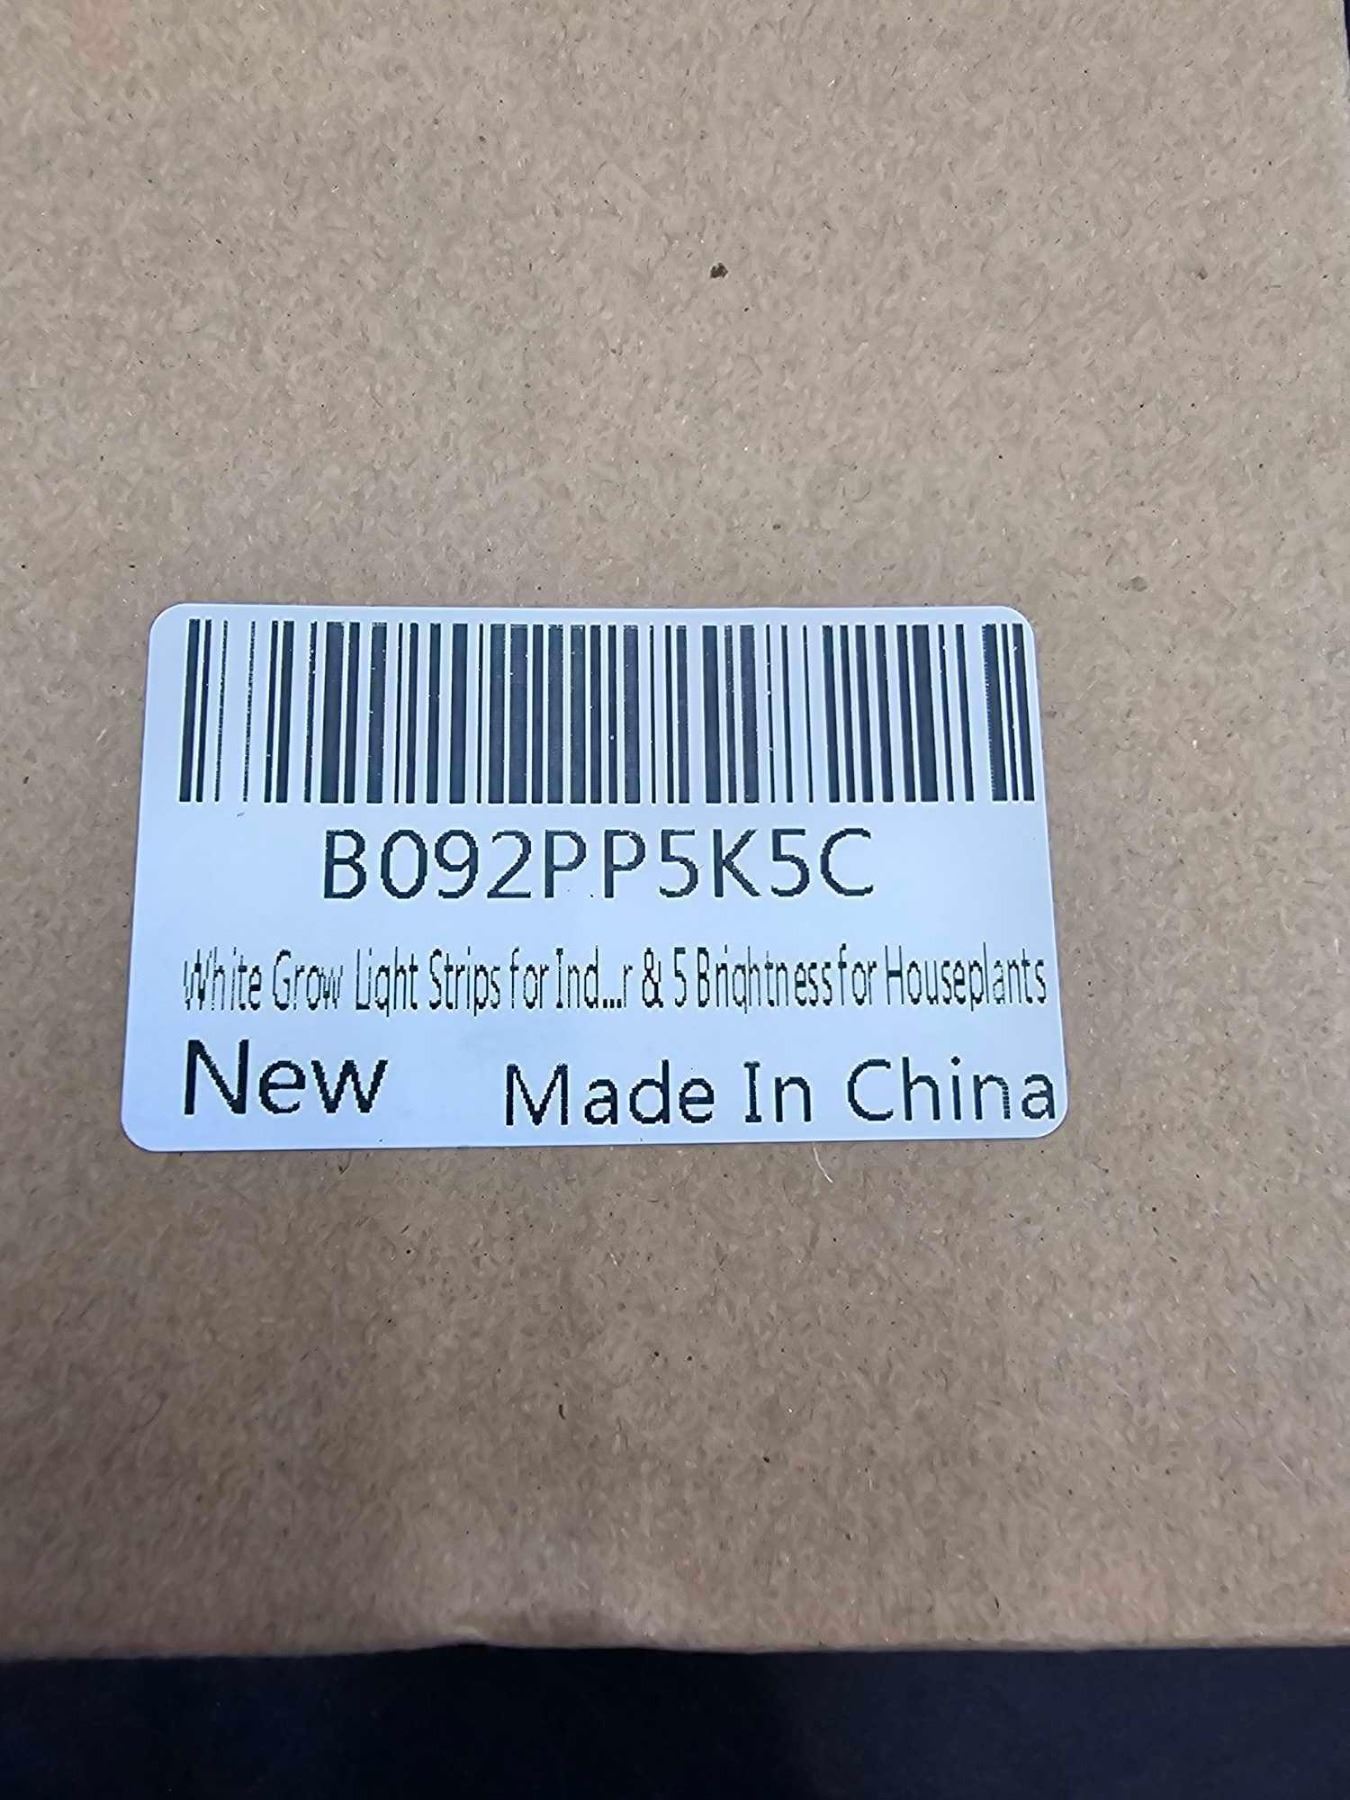 B092PP5K5C
White Grow Light Strips for Ind...r & 5 Brightness for Houseplants
New Made In China